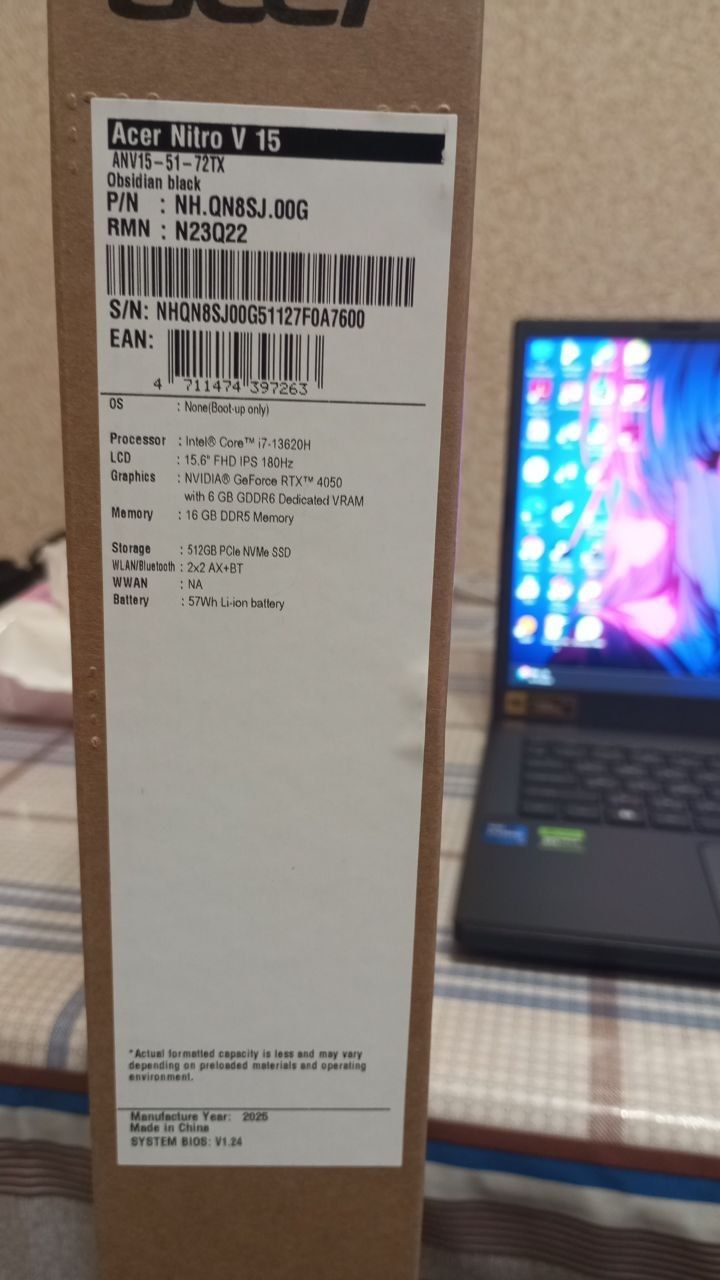 acer
Acer Nitro V 15
ANV15-51-72TX
Obsidian black
P/N : NH.QN8SJ.00G
RMN : N23Q22
S/N: NHQN8SJ00G51127F0A7600
EAN:
4 711474 397263
OS : None(Boot-up only)
Processor : Intel® Core™ i7-13620H
LCD : 15.6" FHD IPS 180Hz
Graphics : NVIDIA® GeForce RTX™ 4050
with 6 GB GDDR6 Dedicated VRAM
Memory : 16 GB DDR5 Memory
Storage : 512GB PCIe NVMe SSD
WLAN/Bluetooth : 2x2 AX+BT
WWAN : NA
Battery : 57Wh Li-ion battery
*Actual formatted capacity is less and may vary
depending on preloaded materials and operating
environment.
Manufacture Year: 2025
Made in China
SYSTEM BIOS: V1.24